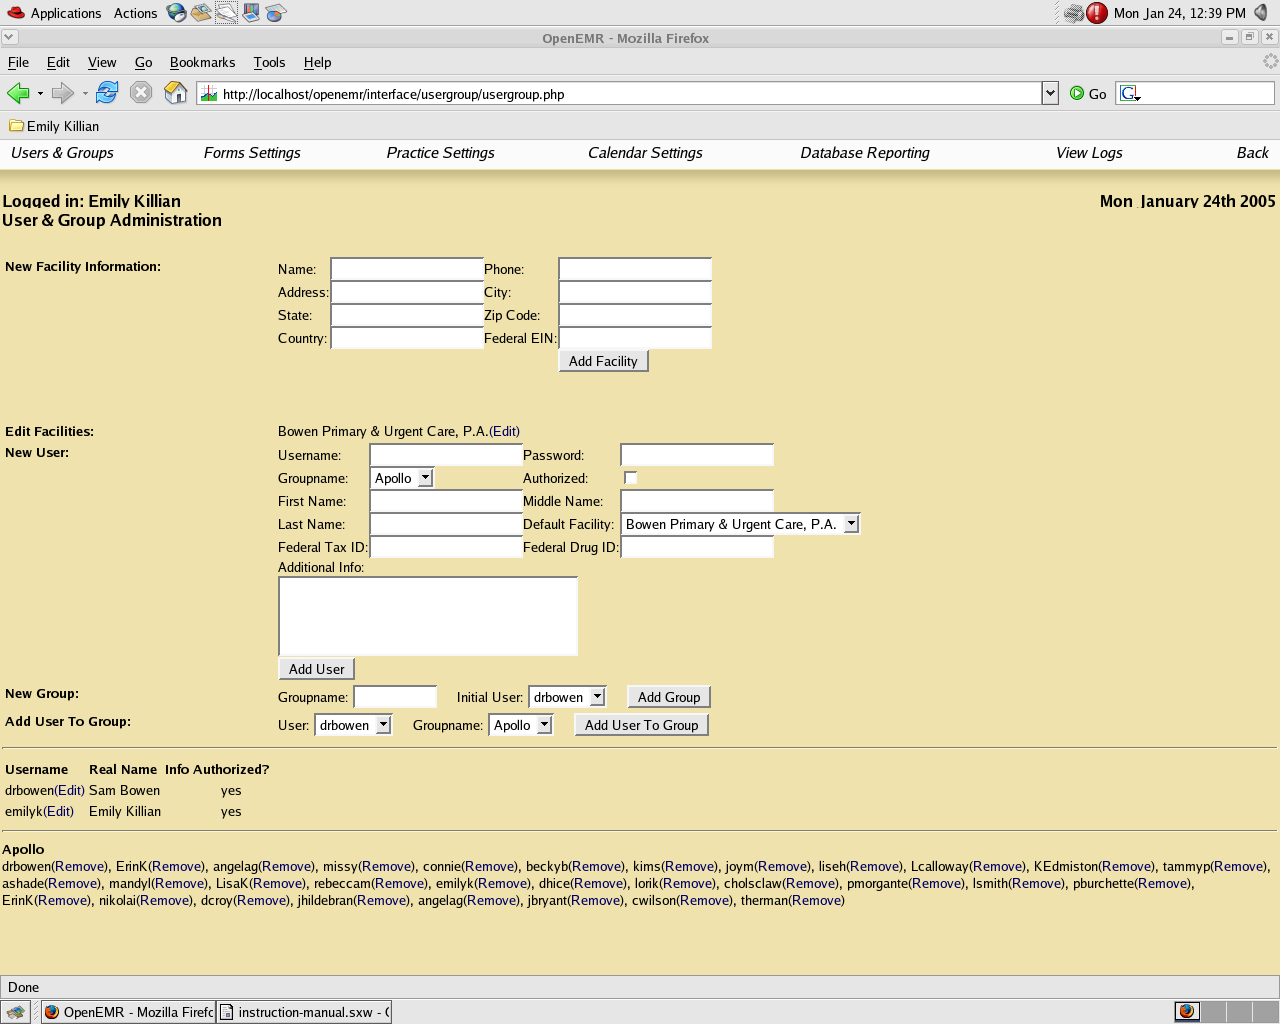 Applications Actions Mon Jan 24, 12:39 PM
OpenEMR - Mozilla Firefox
File Edit View Go Bookmarks Tools Help
http://localhost/openemr/interface/usergroup/usergroup.php Go G
Emily Killian
Users & Groups Forms Settings Practice Settings Calendar Settings Database Reporting View Logs Back
Logged in: Emily Killian Mon January 24th 2005
User & Group Administration
New Facility Information: Name: Phone:
Address: City:
State: Zip Code:
Country: Federal EIN:
Add Facility
Edit Facilities: Bowen Primary & Urgent Care, P.A.(Edit)
New User: Username: Password:
Groupname: Apollo Authorized:
First Name: Middle Name:
Last Name: Default Facility: Bowen Primary & Urgent Care, P.A.
Federal Tax ID: Federal Drug ID:
Additional Info:
Add User
New Group: Groupname: Initial User: drbowen Add Group
Add User To Group: User: drbowen Groupname: Apollo Add User To Group
Username Real Name Info Authorized?
drbowen(Edit) Sam Bowen yes
emilyk(Edit) Emily Killian yes
Apollo
drbowen(Remove), ErinK(Remove), angelag(Remove), missy(Remove), connie(Remove), beckyb(Remove), kims(Remove), joym(Remove), liseh(Remove), Lcalloway(Remove), KEdmiston(Remove), tammyp(Remove),
ashade(Remove), mandyl(Remove), LisaK(Remove), rebeccam(Remove), emilyk(Remove), dhice(Remove), lorik(Remove), cholsclaw(Remove), pmorgante(Remove), lsmith(Remove), pburchette(Remove),
ErinK(Remove), nikolai(Remove), dcroy(Remove), jhildebran(Remove), angelag(Remove), jbryant(Remove), cwilson(Remove), therman(Remove)
Done
OpenEMR - Mozilla Firefo instruction-manual.sxw - O